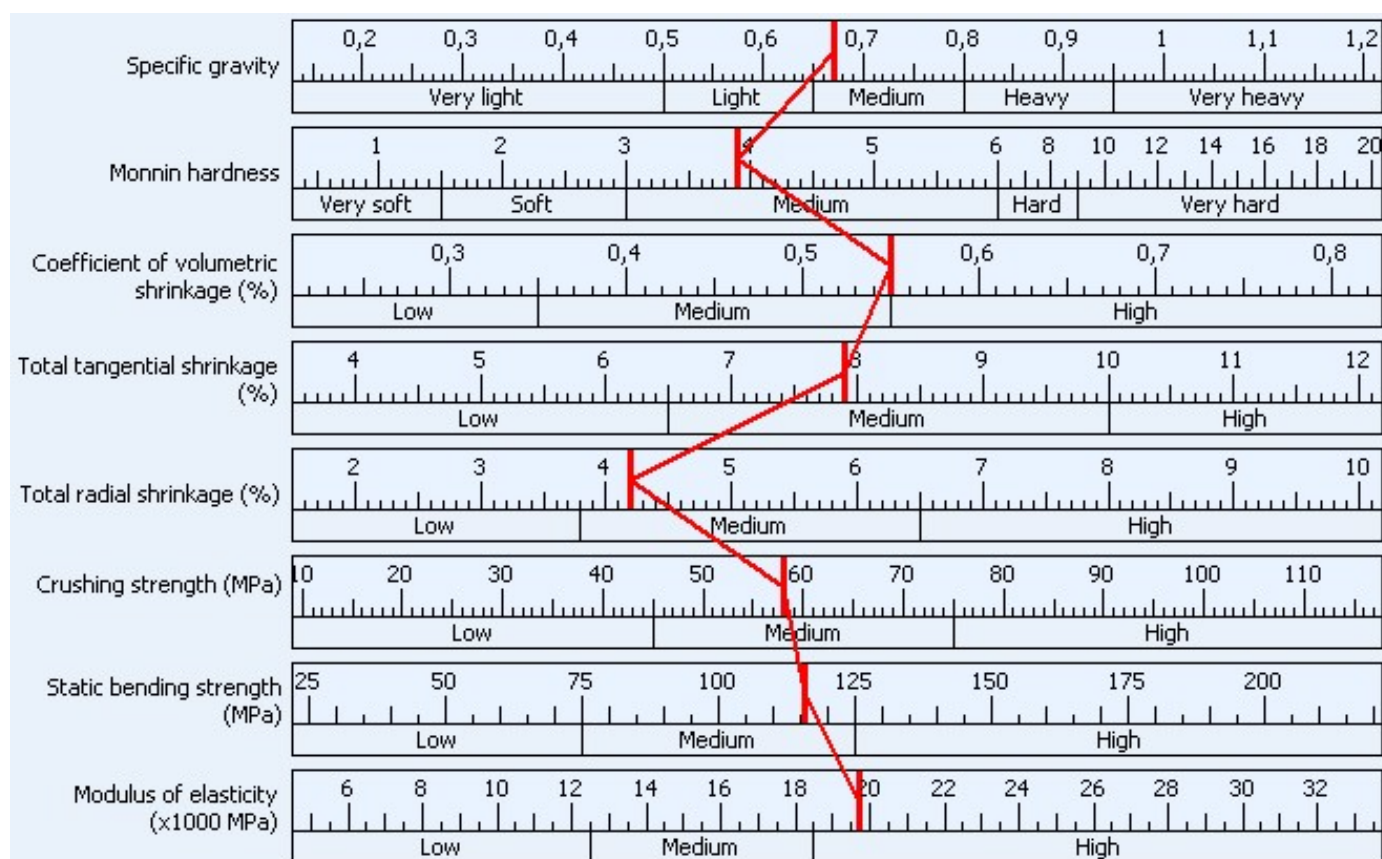 0,2 0,3 0,4 0,5 0,6 0,7 0,8 0,9 1 1,1 1,2
Specific gravity
Very light Light Medium Heavy Very heavy
1 2 3 4 5 6 8 10 12 14 16 18 20
Monnin hardness
Very soft Soft Medium Hard Very hard
0,3 0,4 0,5 0,6 0,7 0,8
Coefficient of volumetric
shrinkage (%)
Low Medium High
4 5 6 7 8 9 10 11 12
Total tangential shrinkage
(%)
Low Medium High
2 3 4 5 6 7 8 9 10
Total radial shrinkage (%)
Low Medium High
10 20 30 40 50 60 70 80 90 100 110
Crushing strength (MPa)
Low Medium High
25 50 75 100 125 150 175 200
Static bending strength
(MPa)
Low Medium High
6 8 10 12 14 16 18 20 22 24 26 28 30 32
Modulus of elasticity
(x1000 MPa)
Low Medium High